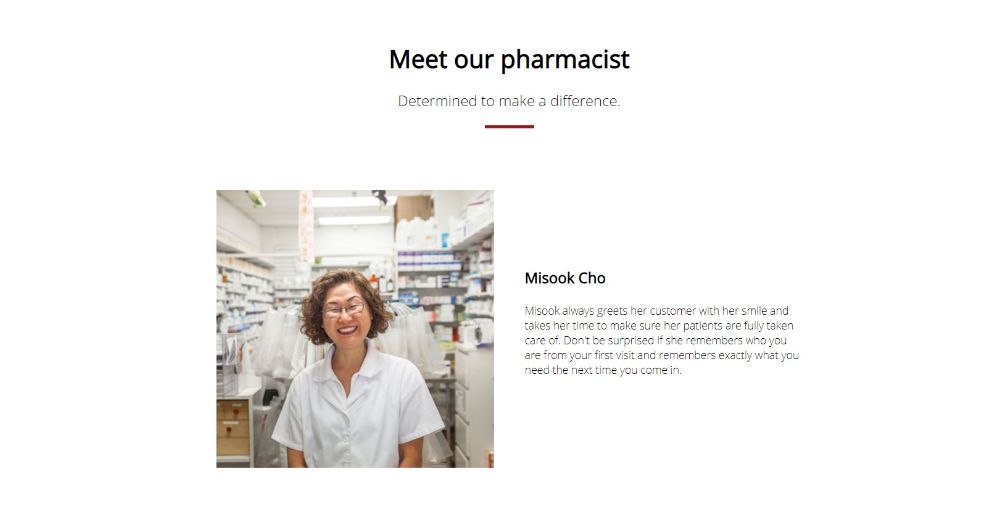 Meet our pharmacist
Determined to make a difference.
Misook Cho
Misook always greets her customer with her smile and
takes her time to make sure her patients are fully taken
care of. Don't be surprised if she remembers who you
are from your first visit and remembers exactly what you
need the next time you come in.